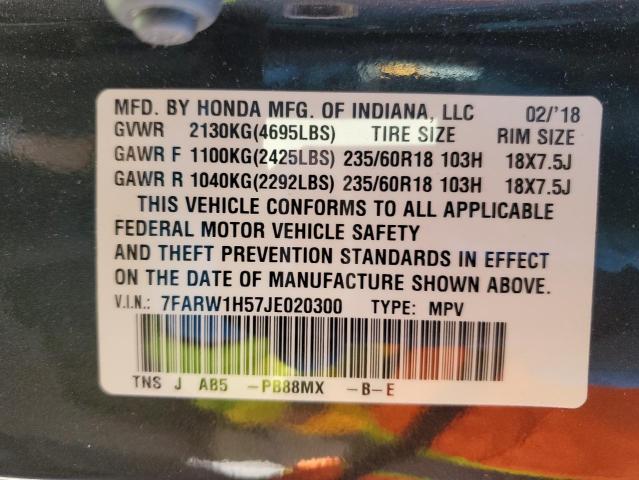 MFD. BY HONDA MFG. OF INDIANA, LLC 02/'18
GVWR 2130KG(4695LBS) TIRE SIZE RIM SIZE
GAWR F 1100KG(2425LBS) 235/60R18 103H 18X7.5J
GAWR R 1040KG(2292LBS) 235/60R18 103H 18X7.5J
THIS VEHICLE CONFORMS TO ALL APPLICABLE
FEDERAL MOTOR VEHICLE SAFETY
AND THEFT PREVENTION STANDARDS IN EFFECT
ON THE DATE OF MANUFACTURE SHOWN ABOVE.
V.I.N.: 7FARW1H57JE020300 TYPE: MPV
TNS J A85 -PB88MX -B-E